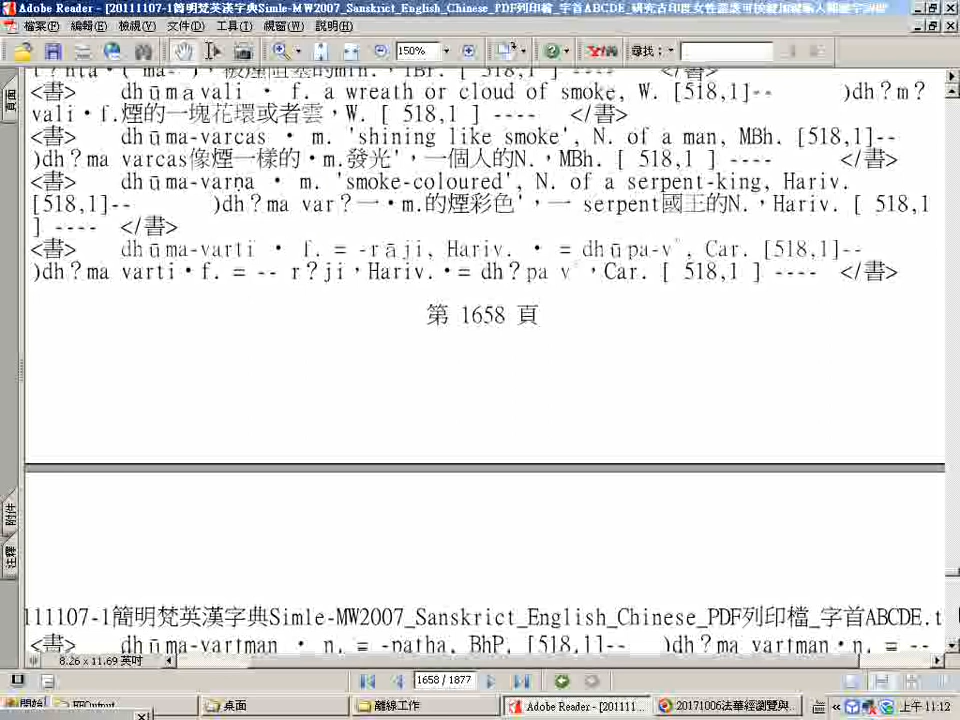 Adobe Reader - [20111107-1簡明梵英漢字典Simle-MW2007_Sanskrict_English_Chinese_PDF列印檔_字首ABCDE_研究古印度女性
檔案(F) 編輯(E) 檢視(V) 文件(D) 工具(T) 視窗(W) 說明(H)
150% 尋找：
頁面
<書> dhūmāvali · f. a wreath or cloud of smoke, W. [518,1]-- )dh?m?
vali·f.煙的一塊花環或者雲，W. [ 518,1 ] ---- </書>
<書> dhūma-varcas · m. 'shining like smoke', N. of a man, MBh. [518,1]--
)dh?ma varcas像煙一樣的·m.發光'，一個人的N.，MBh. [ 518,1 ] ---- </書>
<書> dhūma-varṇa · m. 'smoke-coloured', N. of a serpent-king, Hariv.
[518,1]-- )dh?ma var?一·m.的煙彩色'，一 serpent國王的N.，Hariv. [ 518,1
] ---- </書>
<書> dhūma-varti · f. = -rāji, Hariv. · = dhūpa-v°, Car. [518,1]--
)dh?ma varti·f. = -- r?ji，Hariv.·= dh?pa v°，Car. [ 518,1 ] ---- </書>
第 1658 頁
附件
注釋
111107-1簡明梵英漢字典Simle-MW2007_Sanskrict_English_Chinese_PDF列印檔_字首ABCDE.t
<書> dhūma-vartman · n. = -patha, BhP. [518,1]-- )dh?ma vartman·n. = --
8.26 x 11.69 英吋
1658 / 1877
開始 桌面 離線工作 Adobe Reader - [201111... 20171006法華經瀏覽與... 上午 11:12